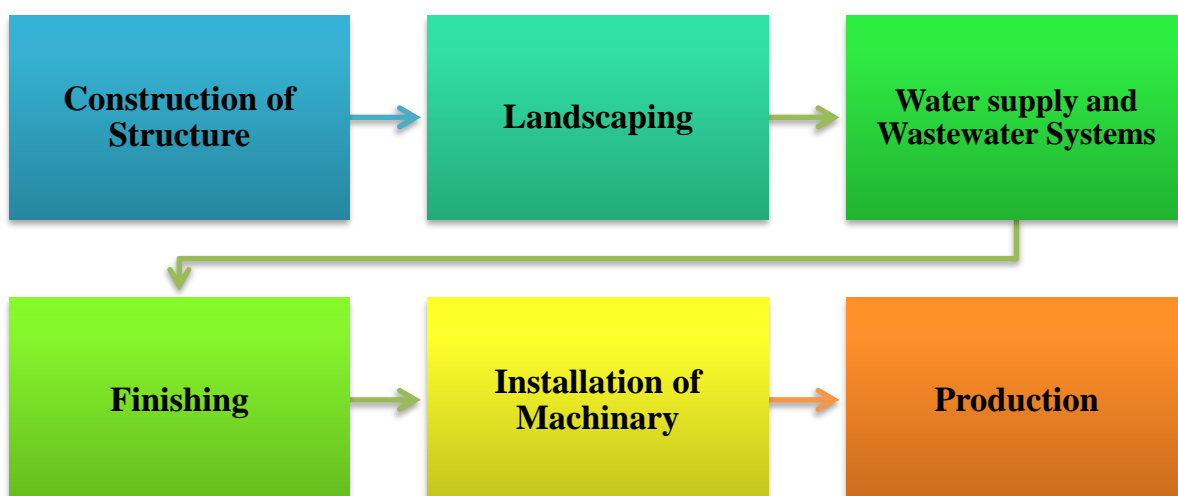 Construction of
Structure
Landscaping
Water supply and
Wastewater Systems
Finishing
Installation of
Machinary
Production